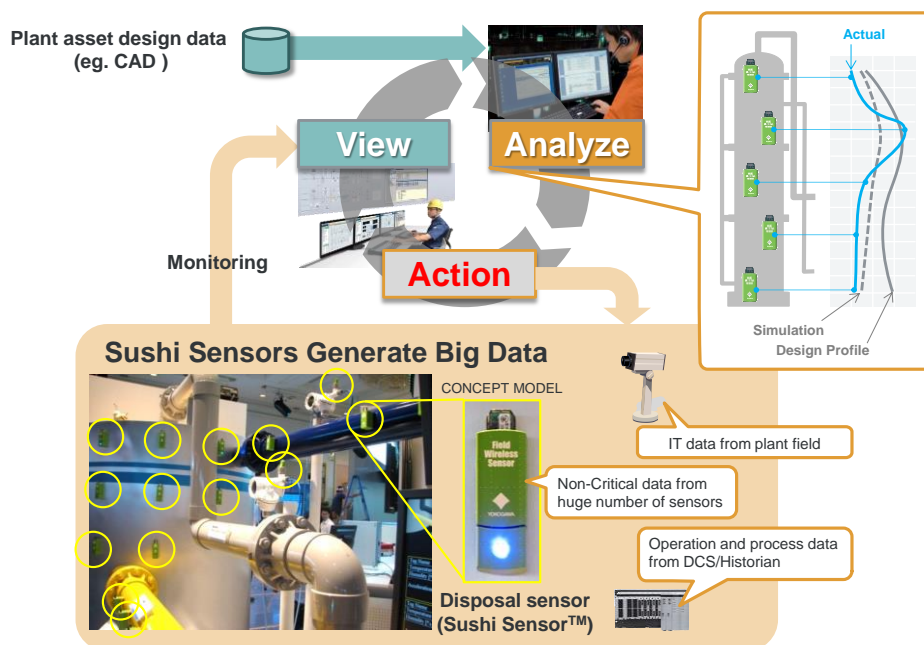 Plant asset design data
(eg. CAD )
View
Analyze
Actual
Monitoring
Action
Simulation
Design Profile
Sushi Sensors Generate Big Data
CONCEPT MODEL
Field
Wireless
Sensor
YOKOGAWA
IT data from plant field
Non-Critical data from
huge number of sensors
Operation and process data
from DCS/Historian
Disposal sensor
(Sushi Sensor™)